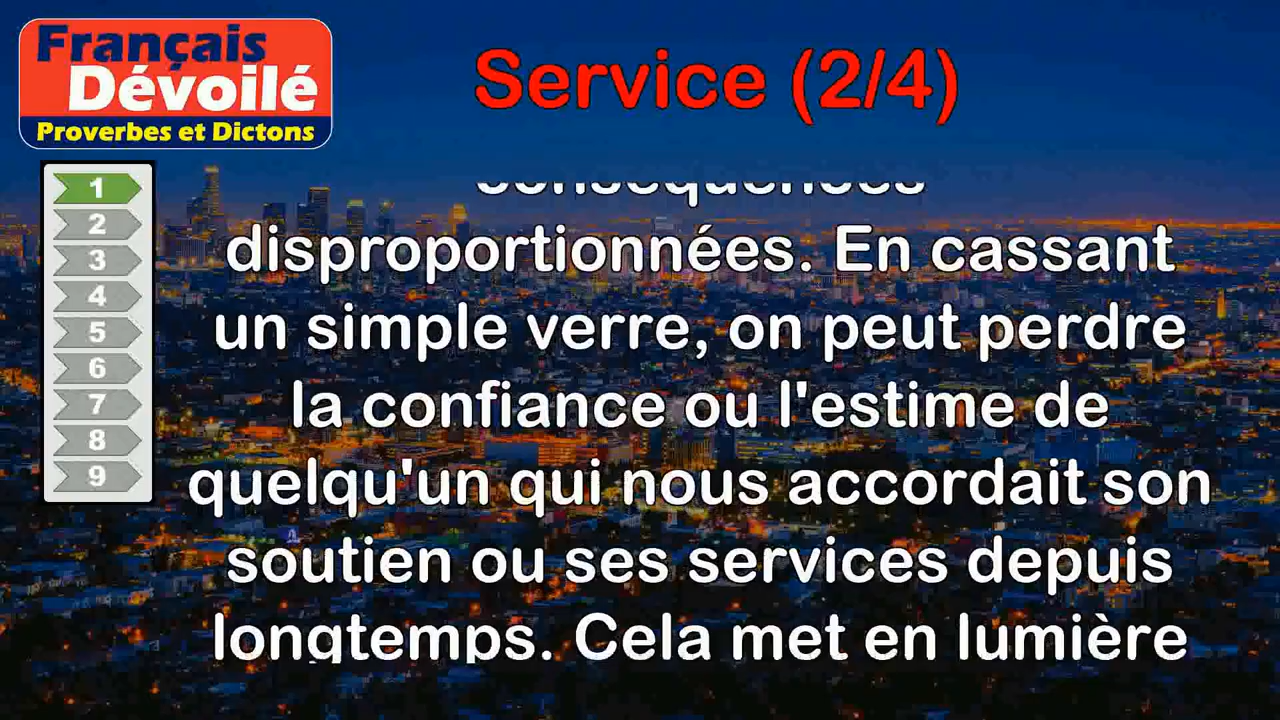 Français
Dévoilé
Proverbes et Dictons
Service (2/4)
1
2
3
4
5
6
7
8
9
conséquences
disproportionnées. En cassant
un simple verre, on peut perdre
la confiance ou l'estime de
quelqu'un qui nous accordait son
soutien ou ses services depuis
longtemps. Cela met en lumière